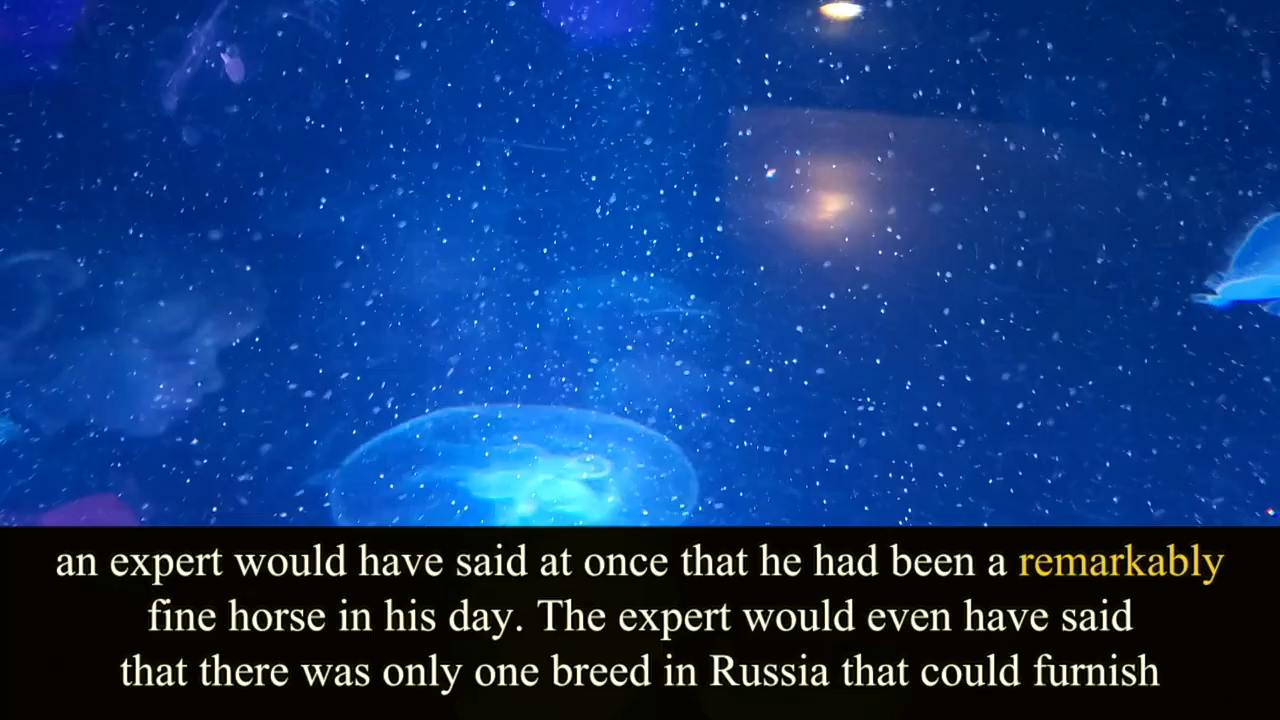 an expert would have said at once that he had been a remarkably
fine horse in his day. The expert would even have said
that there was only one breed in Russia that could furnish